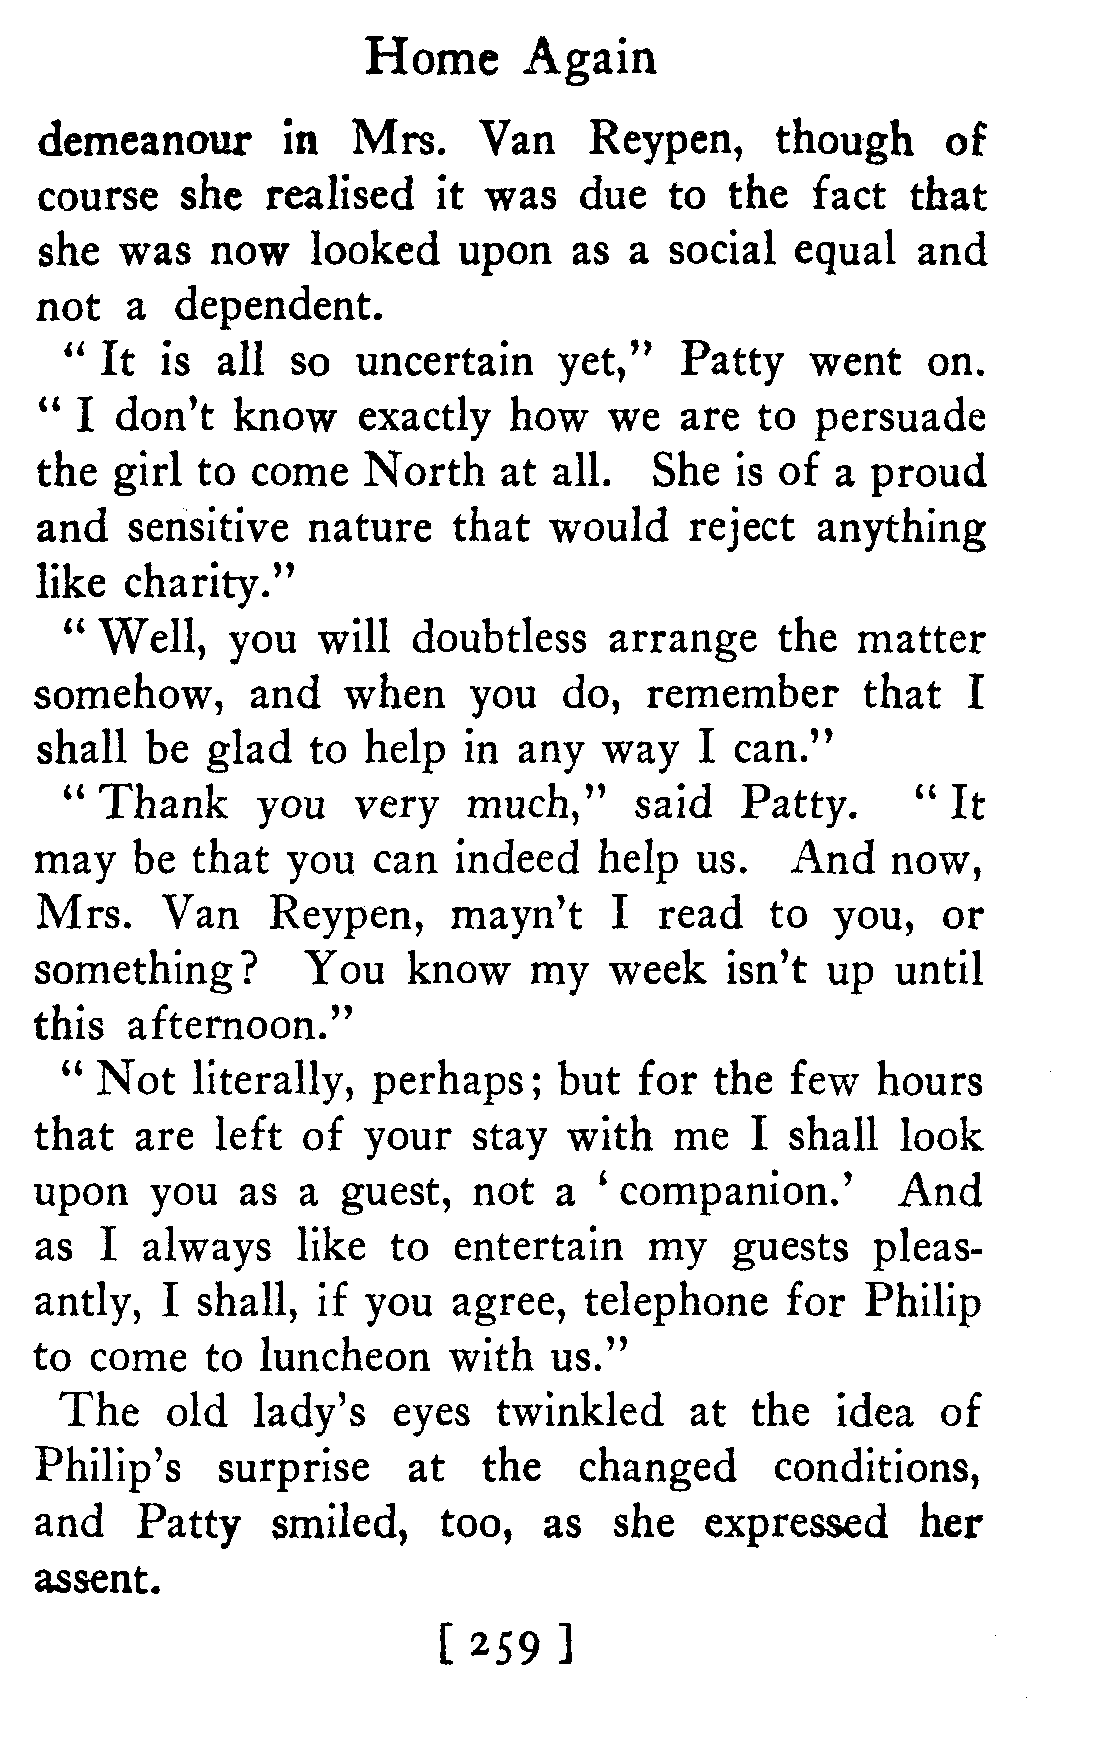 Home Again
demeanour in Mrs. Van Reypen, though of
course she realised it was due to the fact that
she was now looked upon as a social equal and
not a dependent.
“ It is all so uncertain yet,” Patty went on.
“ I don't know exactly how we are to persuade
the girl to come North at all. She is of a proud
and sensitive nature that would reject anything
like charity.”
“ Well, you will doubtless arrange the matter
somehow, and when you do, remember that I
shall be glad to help in any way I can.”
“ Thank you very much,” said Patty. “ It
may be that you can indeed help us. And now,
Mrs. Van Reypen, mayn't I read to you, or
something? You know my week isn't up until
this afternoon.”
“ Not literally, perhaps; but for the few hours
that are left of your stay with me I shall look
upon you as a guest, not a ‘ companion.’ And
as I always like to entertain my guests pleas-
antly, I shall, if you agree, telephone for Philip
to come to luncheon with us.”
The old lady's eyes twinkled at the idea of
Philip's surprise at the changed conditions,
and Patty smiled, too, as she expressed her
assent.
[ 259 ]